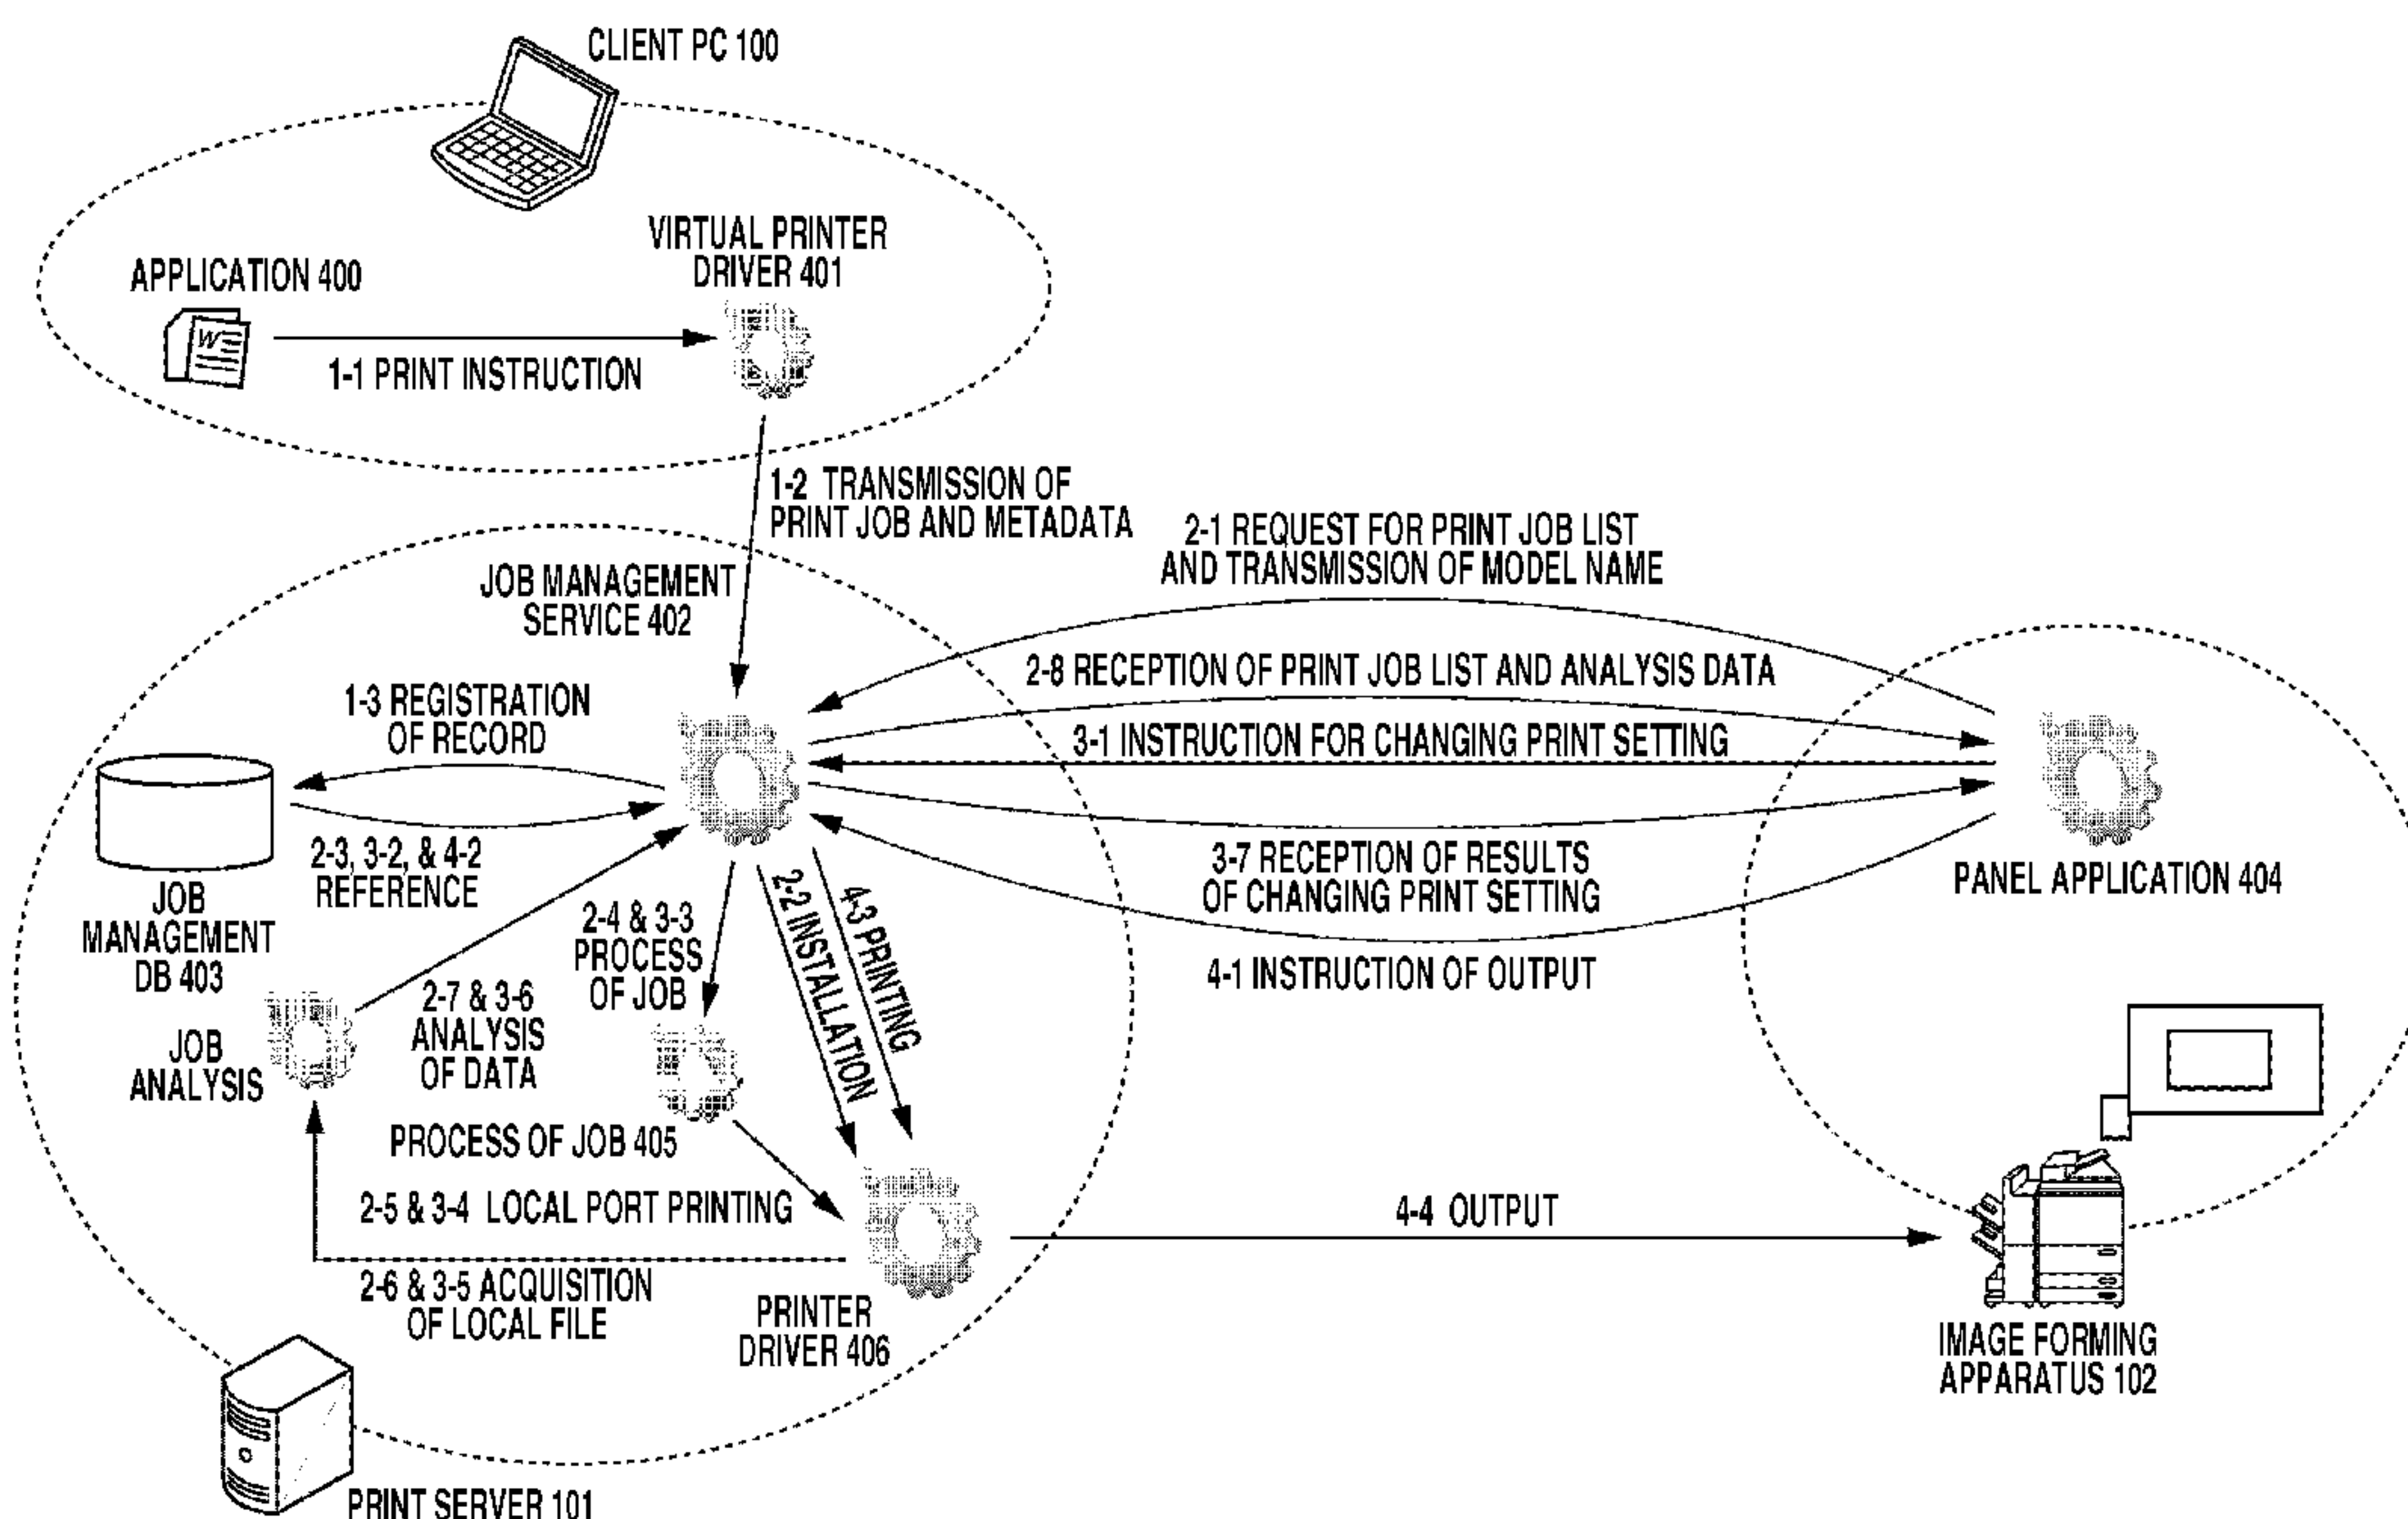 CLIENT PC 100
VIRTUAL PRINTER
DRIVER 401
APPLICATION 400
W
1-1 PRINT INSTRUCTION
1-2 TRANSMISSION OF
PRINT JOB AND METADATA
JOB MANAGEMENT
SERVICE 402
2-1 REQUEST FOR PRINT JOB LIST
AND TRANSMISSION OF MODEL NAME
2-8 RECEPTION OF PRINT JOB LIST AND ANALYSIS DATA
1-3 REGISTRATION
OF RECORD
3-1 INSTRUCTION FOR CHANGING PRINT SETTING
2-3, 3-2, & 4-2
REFERENCE
3-7 RECEPTION OF RESULTS
OF CHANGING PRINT SETTING
PANEL APPLICATION 404
JOB
MANAGEMENT
DB 403
2-4 & 3-3
PROCESS
OF JOB
2-2 INSTALLATION
4-3 PRINTING
4-1 INSTRUCTION OF OUTPUT
2-7 & 3-6
ANALYSIS
OF DATA
JOB
ANALYSIS
PROCESS OF JOB 405
2-5 & 3-4 LOCAL PORT PRINTING
4-4 OUTPUT
2-6 & 3-5 ACQUISITION
OF LOCAL FILE
PRINTER
DRIVER 406
IMAGE FORMING
APPARATUS 102
PRINT SERVER 101